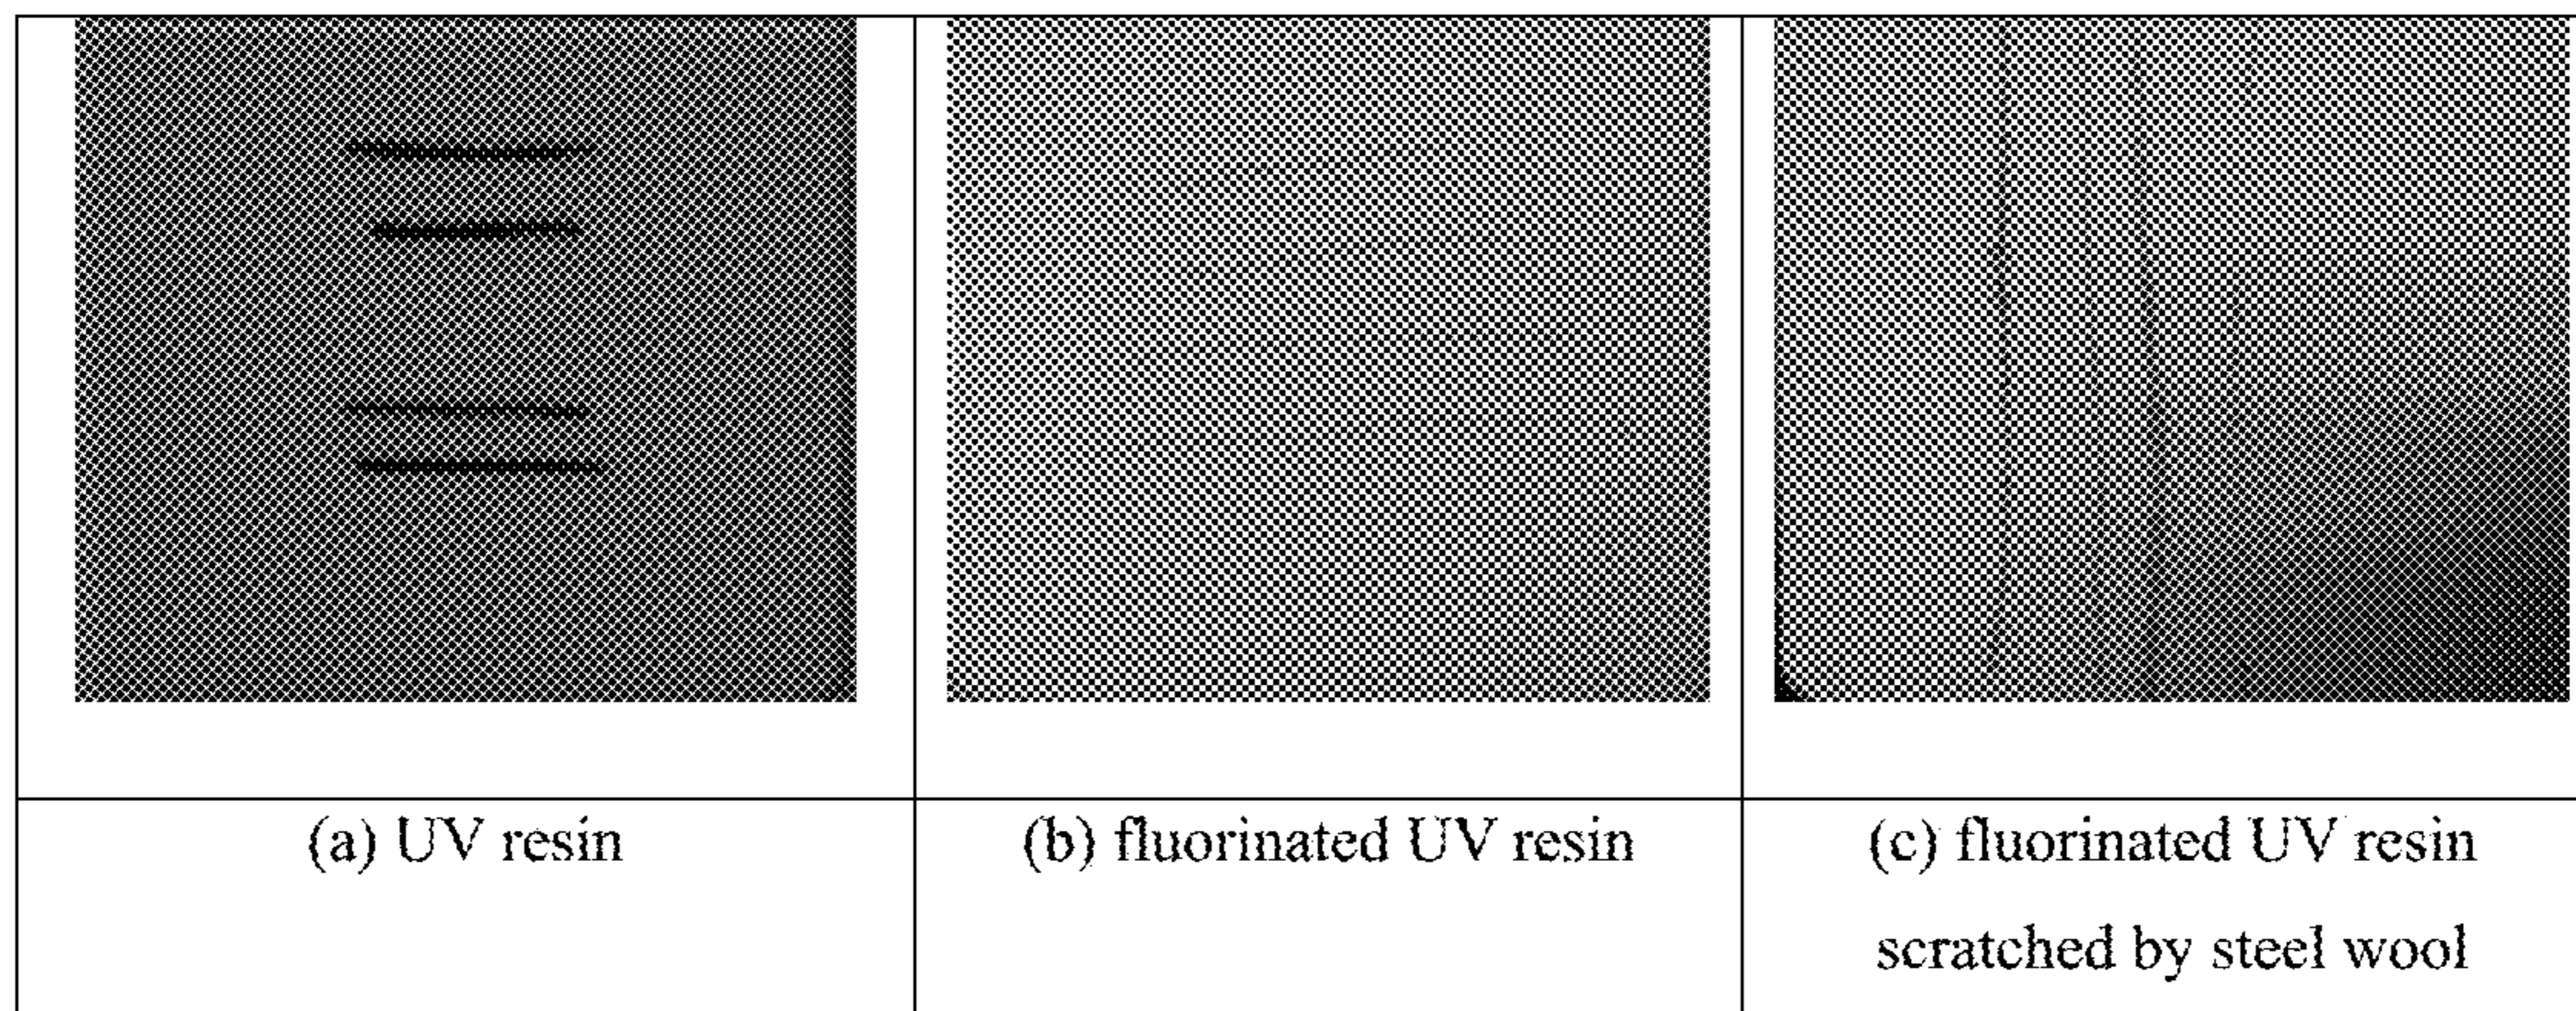 (a) UV resin
(b) fluorinated UV resin
(c) fluorinated UV resin
scratched by steel wool